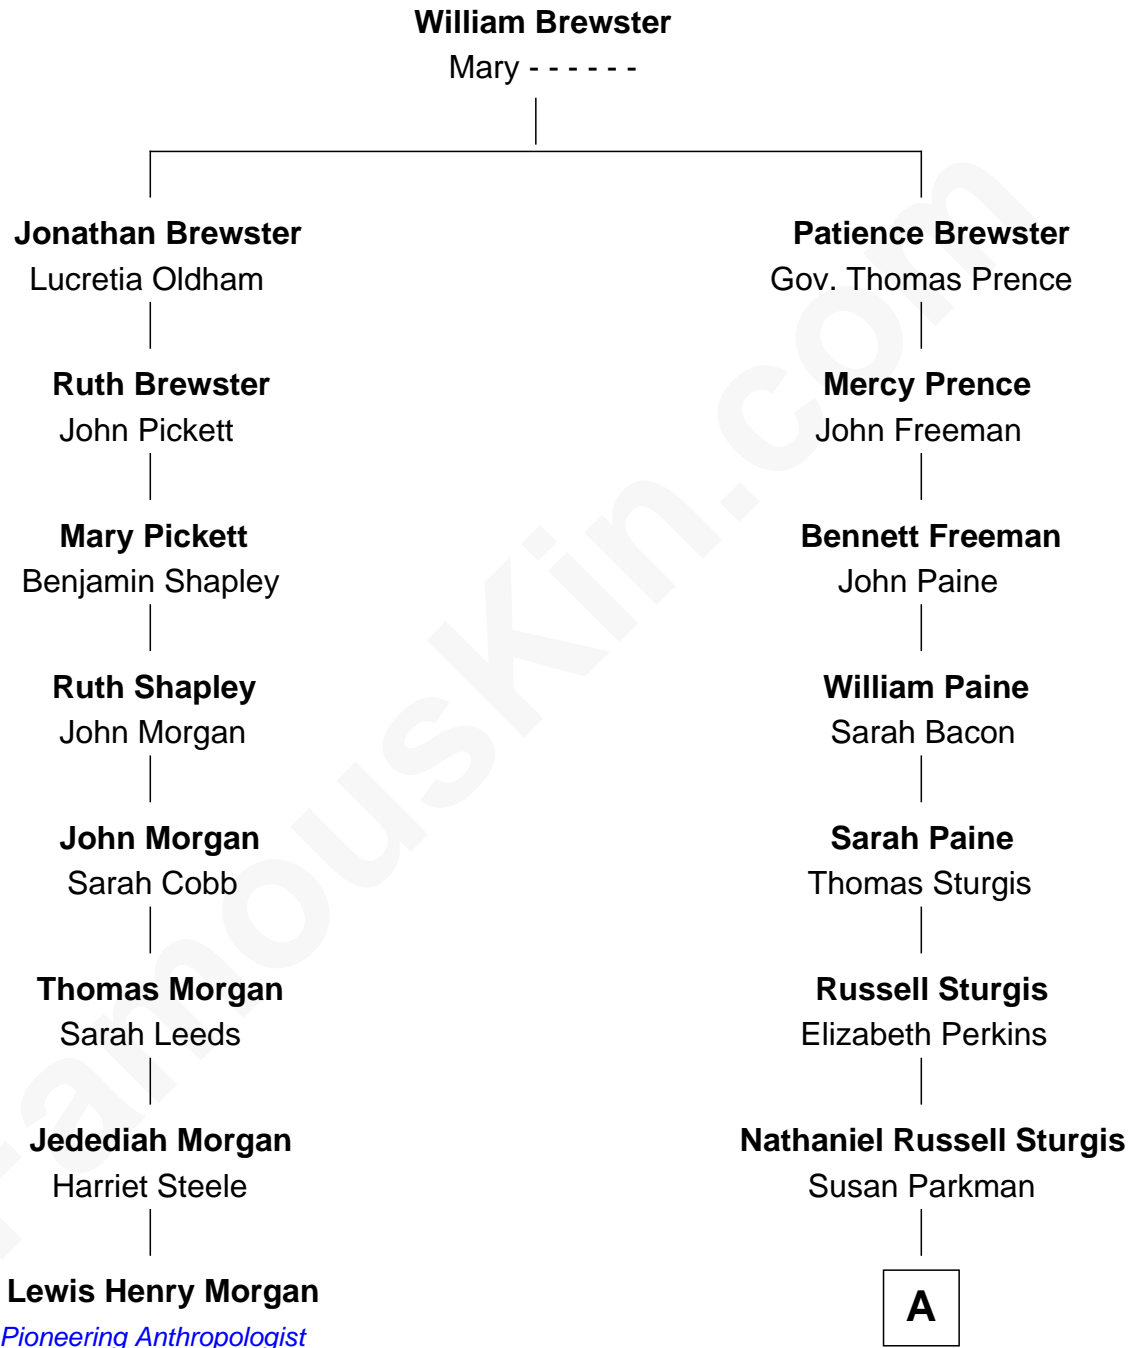 William Brewster
Mary - - - - - -
Jonathan Brewster
Lucretia Oldham
Patience Brewster
Gov. Thomas Prence
Ruth Brewster
John Pickett
Mercy Prence
John Freeman
Mary Pickett
Benjamin Shapley
Bennett Freeman
John Paine
Ruth Shapley
John Morgan
William Paine
Sarah Bacon
John Morgan
Sarah Cobb
Sarah Paine
Thomas Sturgis
Thomas Morgan
Sarah Leeds
Russell Sturgis
Elizabeth Perkins
Jedediah Morgan
Harriet Steele
Nathaniel Russell Sturgis
Susan Parkman
Lewis Henry Morgan
Pioneering Anthropologist
A
FamousKin.com